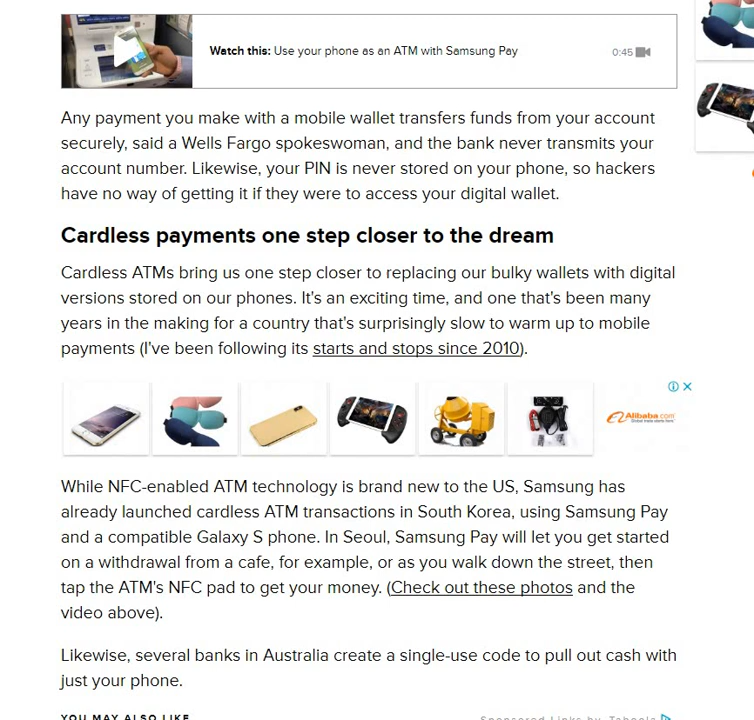 Watch this: Use your phone as an ATM with Samsung Pay
0:45
Any payment you make with a mobile wallet transfers funds from your account
securely, said a Wells Fargo spokeswoman, and the bank never transmits your
account number. Likewise, your PIN is never stored on your phone, so hackers
have no way of getting it if they were to access your digital wallet.
Cardless payments one step closer to the dream
Cardless ATMs bring us one step closer to replacing our bulky wallets with digital
versions stored on our phones. It's an exciting time, and one that's been many
years in the making for a country that's surprisingly slow to warm up to mobile
payments (I've been following its starts and stops since 2010).
Alibaba.com
Global trade starts here.
While NFC-enabled ATM technology is brand new to the US, Samsung has
already launched cardless ATM transactions in South Korea, using Samsung Pay
and a compatible Galaxy S phone. In Seoul, Samsung Pay will let you get started
on a withdrawal from a cafe, for example, or as you walk down the street, then
tap the ATM's NFC pad to get your money. (Check out these photos and the
video above).
Likewise, several banks in Australia create a single-use code to pull out cash with
just your phone.
YOU MAY ALSO LIKE
Sponsored Links by Taboola